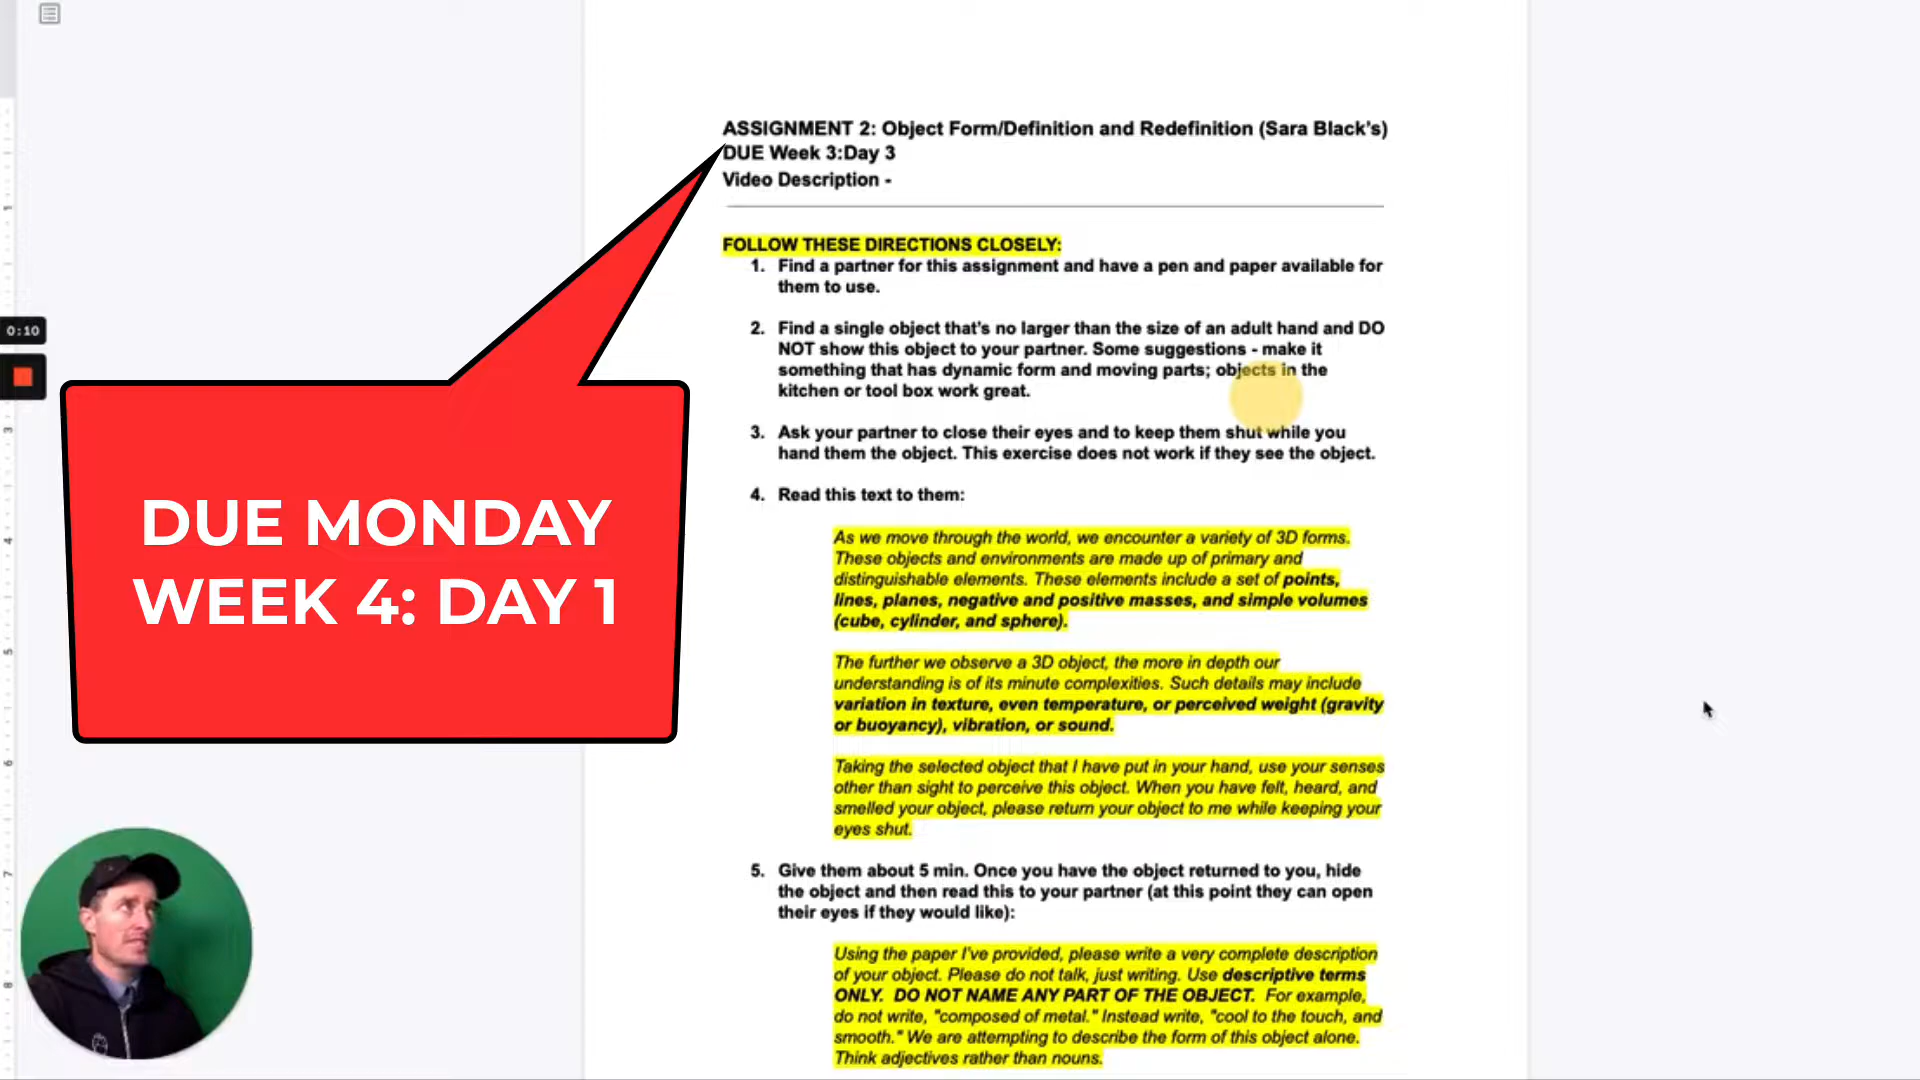 ASSIGNMENT 2: Object Form/Definition and Redefinition (Sara Black's)
DUE Week 3:Day 3
Video Description -
FOLLOW THESE DIRECTIONS CLOSELY:
1. Find a partner for this assignment and have a pen and paper available for
them to use.
2. Find a single object that's no larger than the size of an adult hand and DO
NOT show this object to your partner. Some suggestions - make it
something that has dynamic form and moving parts; objects in the
kitchen or tool box work great.
3. Ask your partner to close their eyes and to keep them shut while you
hand them the object. This exercise does not work if they see the object.
4. Read this text to them:
As we move through the world, we encounter a variety of 3D forms.
These objects and environments are made up of primary and
distinguishable elements. These elements include a set of points,
lines, planes, negative and positive masses, and simple volumes
(cube, cylinder, and sphere).
The further we observe a 3D object, the more in depth our
understanding is of its minute complexities. Such details may include
variation in texture, even temperature, or perceived weight (gravity
or buoyancy), vibration, or sound.
Taking the selected object that I have put in your hand, use your senses
other than sight to perceive this object. When you have felt, heard, and
smelled your object, please return your object to me while keeping your
eyes shut.
5. Give them about 5 min. Once you have the object returned to you, hide
the object and then read this to your partner (at this point they can open
their eyes if they would like):
Using the paper I've provided, please write a very complete description
of your object. Please do not talk, just writing. Use descriptive terms
ONLY. DO NOT NAME ANY PART OF THE OBJECT. For example,
do not write, "composed of metal." Instead write, "cool to the touch, and
smooth." We are attempting to describe the form of this object alone.
Think adjectives rather than nouns.
DUE MONDAY
WEEK 4: DAY 1
0:10
1
3
4
5
6
7
8